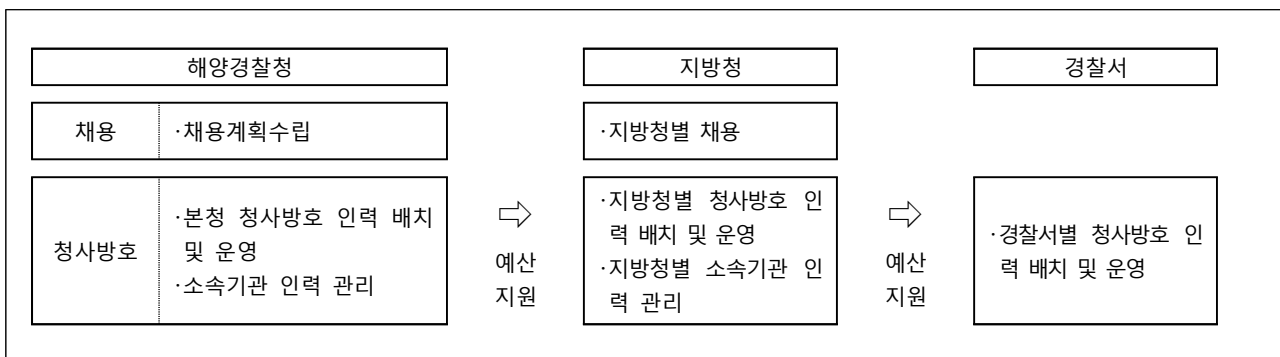 해양경찰청
지방청
경찰서
채용
·채용계획수립
·지방청별 채용
청사방호
·본청 청사방호 인력 배치
및 운영
·소속기관 인력 관리
예산
지원
·지방청별 청사방호 인
력 배치 및 운영
·지방청별 소속기관 인
력 관리
예산
지원
·경찰서별 청사방호 인
력 배치 및 운영